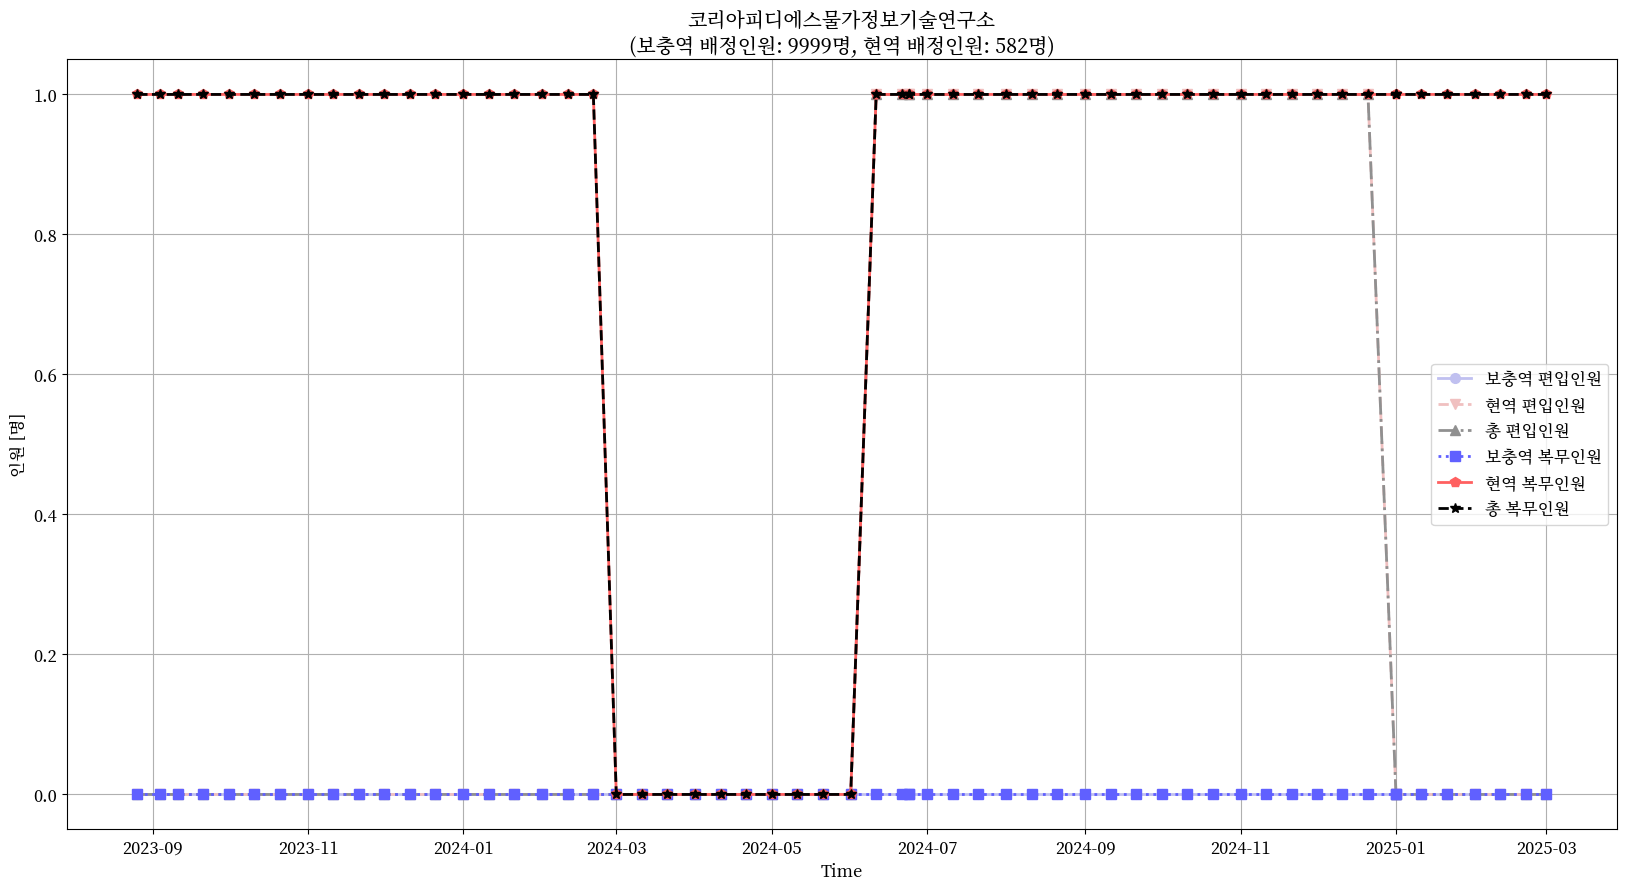 코리아피디에스물가정보기술연구소
(보충역 배정인원: 9999명, 현역 배정인원: 582명)
인원 [명]
1.0
0.8
0.6
0.4
0.2
0.0
보충역 편입인원
현역 편입인원
총 편입인원
보충역 복무인원
현역 복무인원
총 복무인원
2023-09
2023-11
2024-01
2024-03
2024-05
2024-07
2024-09
2024-11
2025-01
2025-03
Time